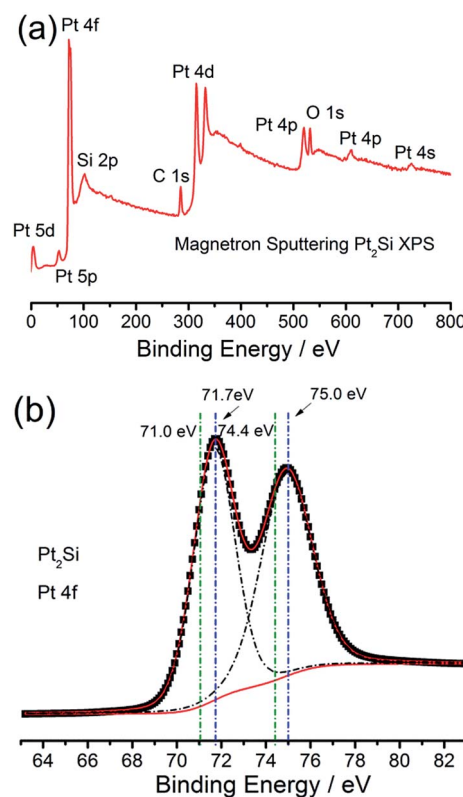 (a)
Pt 4f
Pt 4d
Si 2p
C 1s
Pt 4p
O 1s
Pt 4p
Pt 4s
Pt 5d
Pt 5p
Magnetron Sputtering Pt₂Si XPS
0 100 200 300 400 500 600 700 800
Binding Energy / eV
(b)
71.7eV
75.0 eV
71.0 eV
74.4 eV
Pt₂Si
Pt 4f
64 66 68 70 72 74 76 78 80 82
Binding Energy / eV